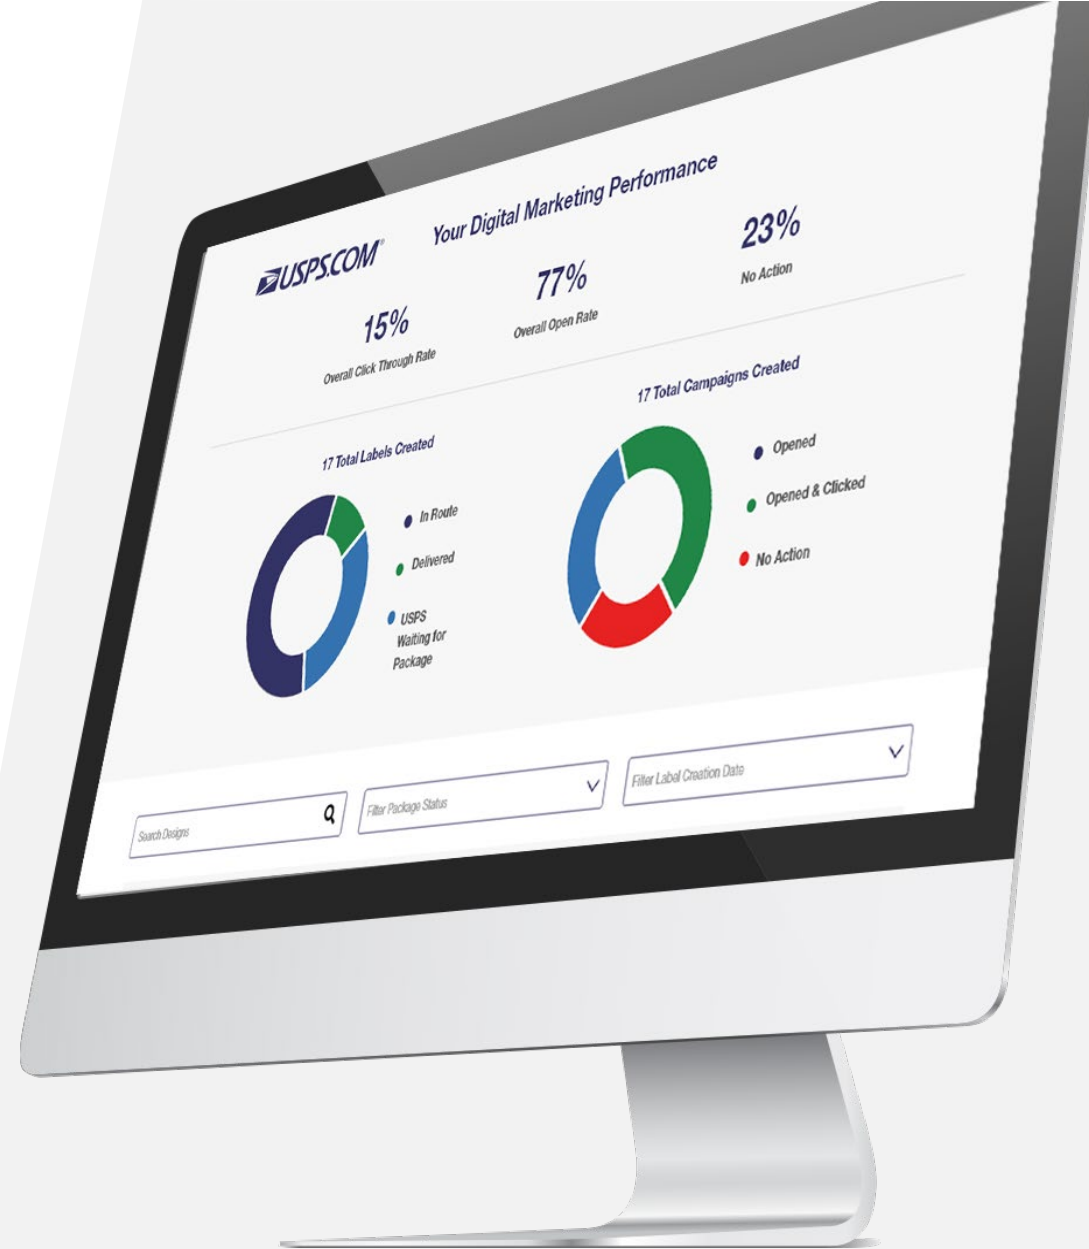 Your Digital Marketing Performance
USPS.COM®
15%
Overall Click Through Rate
77%
Overall Open Rate
23%
No Action
17 Total Labels Created
In Route
Delivered
USPS
Waiting for
Package
17 Total Campaigns Created
Opened
Opened & Clicked
No Action
Search Designs
Filter Package Status
Filter Label Creation Date